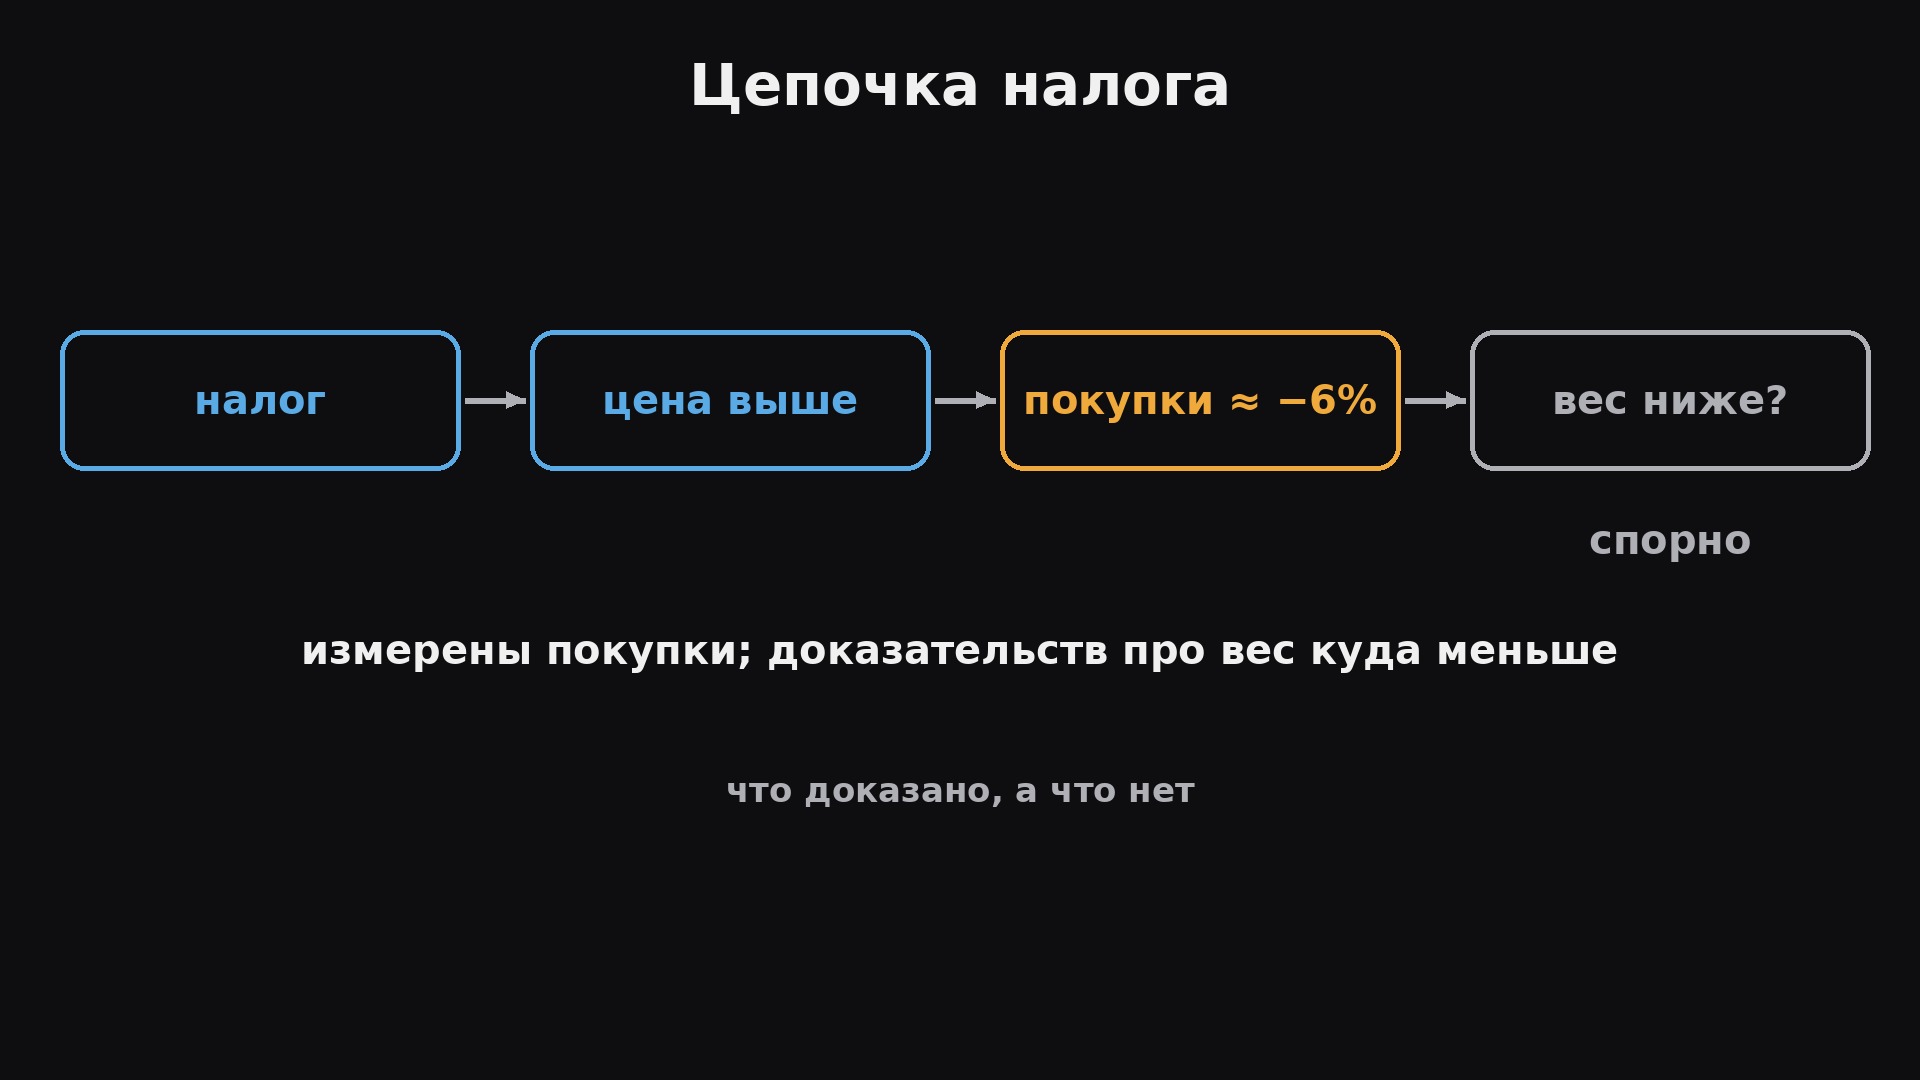 Цепочка налога
налог
цена выше
покупки ≈ −6%
вес ниже?
спорно
измерены покупки; доказательств про вес куда меньше
что доказано, а что нет